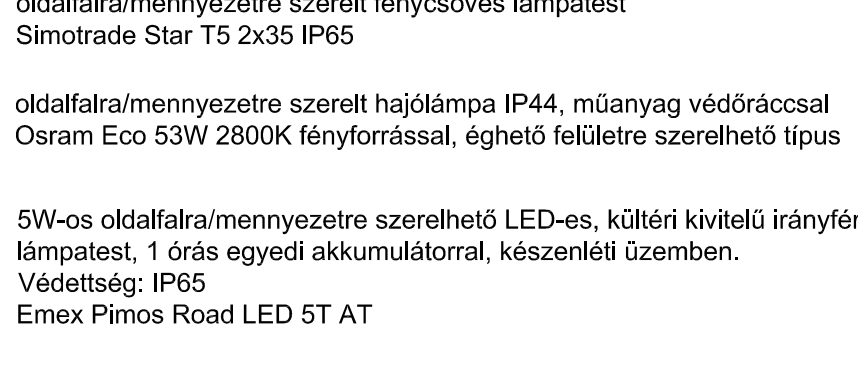 oldalfalra/mennyezetre szerelt fénycsöves lámpatest
Simotrade Star T5 2x35 IP65
oldalfalra/mennyezetre szerelt hajólámpa IP44, műanyag védőráccsal
Osram Eco 53W 2800K fényforrással, éghető felületre szerelhető típus
5W-os oldalfalra/mennyezetre szerelhető LED-es, kültéri kivitelű
lámpatest, 1 órás egyedi akkumulátorral, készenléti üzemben.
Védettség: IP65
Emex Pimos Road LED 5T AT